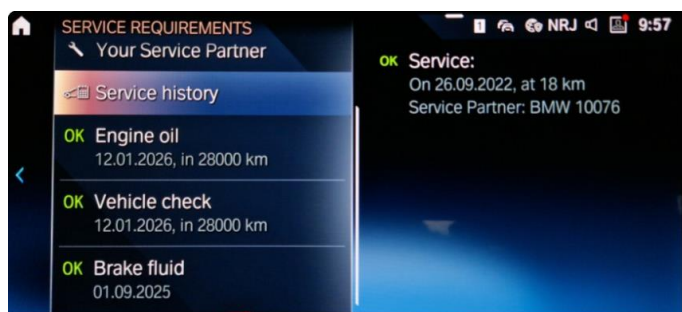 SERVICE REQUIREMENTS
Your Service Partner
Service history
OK Engine oil
12.01.2026, in 28000 km
OK Vehicle check
12.01.2026, in 28000 km
OK Brake fluid
01.09.2025
1 NRJ 9:57
OK Service:
On 26.09.2022, at 18 km
Service Partner: BMW 10076